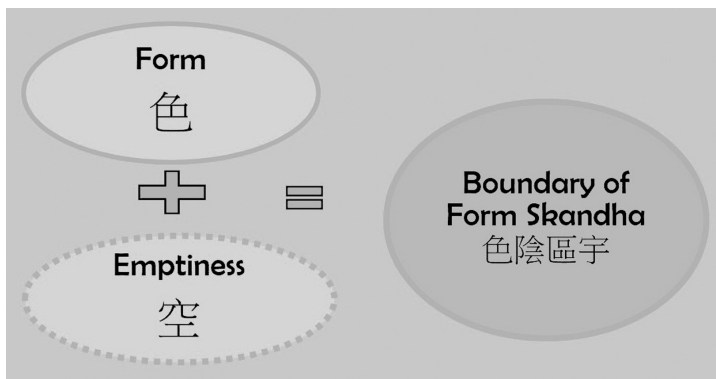 Form
色
Emptiness
空
Boundary of
Form Skandha
色陰區宇